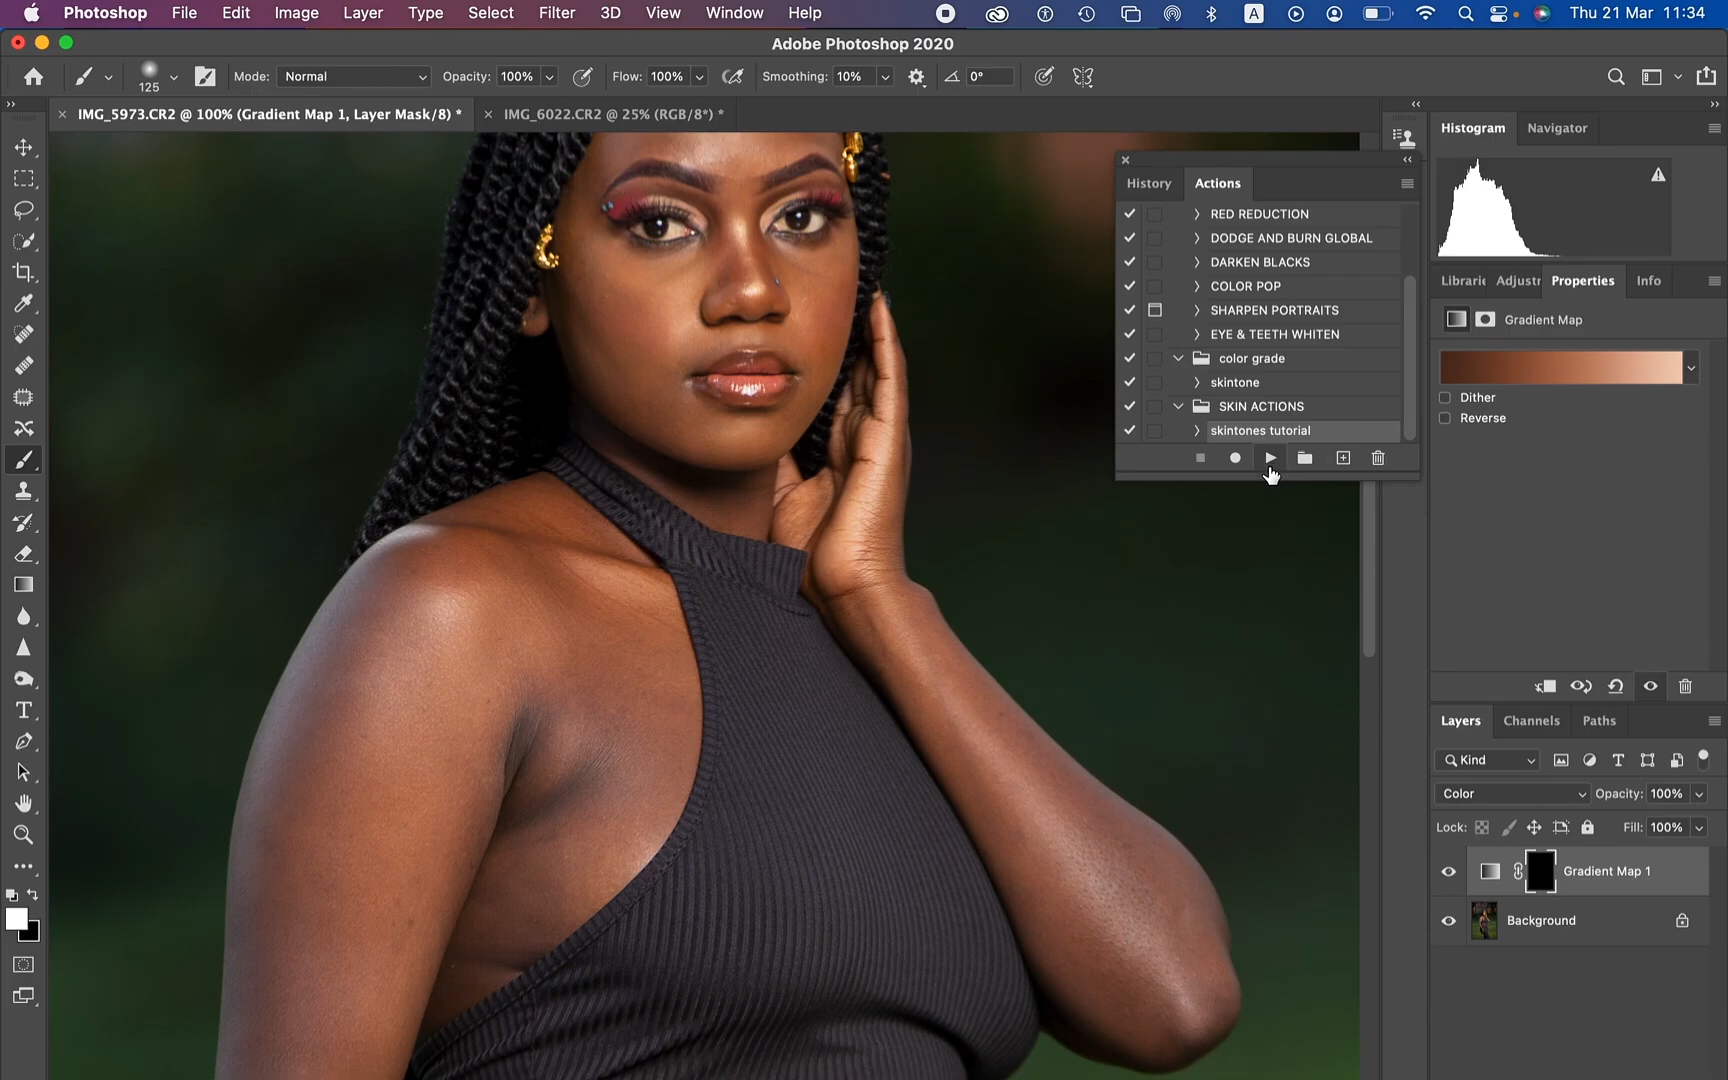 Photoshop File Edit Image Layer Type Select Filter 3D View Window Help A Thu 21 Mar 11:34
Adobe Photoshop 2020
125 Mode: Normal Opacity: 100% Flow: 100% Smoothing: 10% 0°
IMG_5973.CR2 @ 100% (Gradient Map 1, Layer Mask/8) * IMG_6022.CR2 @ 25% (RGB/8*) *
Histogram Navigator
History Actions
RED REDUCTION
DODGE AND BURN GLOBAL
DARKEN BLACKS
COLOR POP
SHARPEN PORTRAITS
EYE & TEETH WHITEN
color grade
skintone
SKIN ACTIONS
skintones tutorial
Librarie Adjustr Properties Info
Gradient Map
Dither
Reverse
Layers Channels Paths
Kind
Color Opacity: 100%
Lock: Fill: 100%
Gradient Map 1
Background